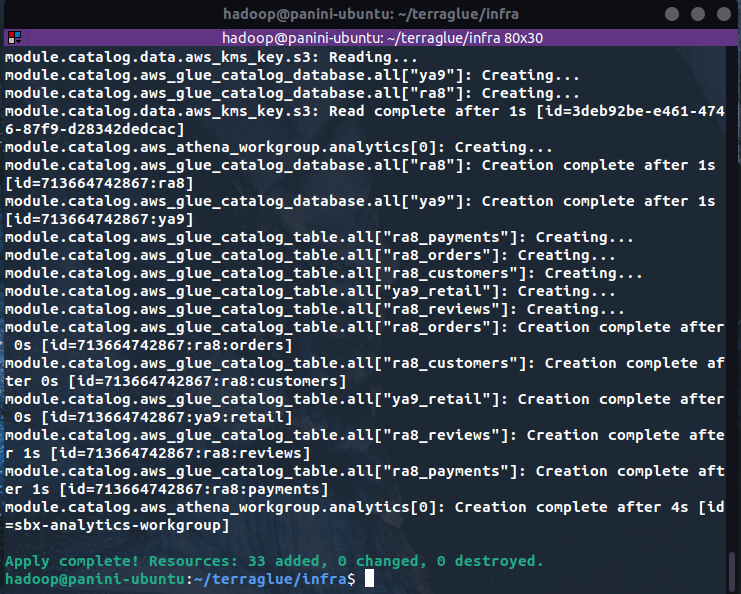 hadoop@panini-ubuntu: ~/terraglue/infra
hadoop@panini-ubuntu: ~/terraglue/infra 80x30
module.catalog.data.aws_kms_key.s3: Reading...
module.catalog.aws_glue_catalog_database.all["ya9"]: Creating...
module.catalog.aws_glue_catalog_database.all["ra8"]: Creating...
module.catalog.data.aws_kms_key.s3: Read complete after 1s [id=3deb92be-e461-474
6-87f9-d28342dedcac]
module.catalog.aws_athena_workgroup.analytics[0]: Creating...
module.catalog.aws_glue_catalog_database.all["ra8"]: Creation complete after 1s
[id=713664742867:ra8]
module.catalog.aws_glue_catalog_database.all["ya9"]: Creation complete after 1s
[id=713664742867:ya9]
module.catalog.aws_glue_catalog_table.all["ra8_payments"]: Creating...
module.catalog.aws_glue_catalog_table.all["ra8_orders"]: Creating...
module.catalog.aws_glue_catalog_table.all["ra8_customers"]: Creating...
module.catalog.aws_glue_catalog_table.all["ya9_retail"]: Creating...
module.catalog.aws_glue_catalog_table.all["ra8_reviews"]: Creating...
module.catalog.aws_glue_catalog_table.all["ra8_orders"]: Creation complete after
 0s [id=713664742867:ra8:orders]
module.catalog.aws_glue_catalog_table.all["ra8_customers"]: Creation complete af
ter 0s [id=713664742867:ra8:customers]
module.catalog.aws_glue_catalog_table.all["ya9_retail"]: Creation complete after
 0s [id=713664742867:ya9:retail]
module.catalog.aws_glue_catalog_table.all["ra8_reviews"]: Creation complete afte
r 1s [id=713664742867:ra8:reviews]
module.catalog.aws_glue_catalog_table.all["ra8_payments"]: Creation complete aft
er 1s [id=713664742867:ra8:payments]
module.catalog.aws_athena_workgroup.analytics[0]: Creation complete after 4s [id
=sbx-analytics-workgroup]
Apply complete! Resources: 33 added, 0 changed, 0 destroyed.
hadoop@panini-ubuntu:~/terraglue/infra$